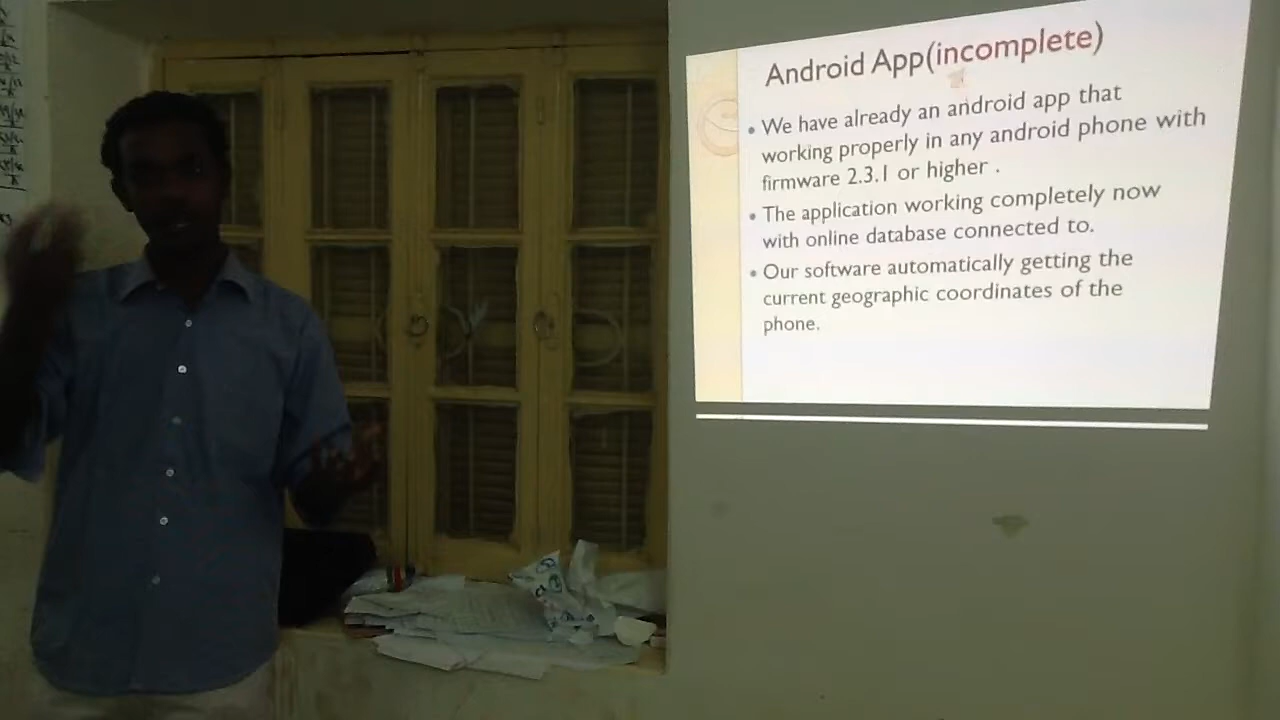 Android App(incomplete)
• We have already an android app that
working properly in any android phone with
firmware 2.3.1 or higher .
• The application working completely now
with online database connected to.
• Our software automatically getting the
current geographic coordinates of the
phone.